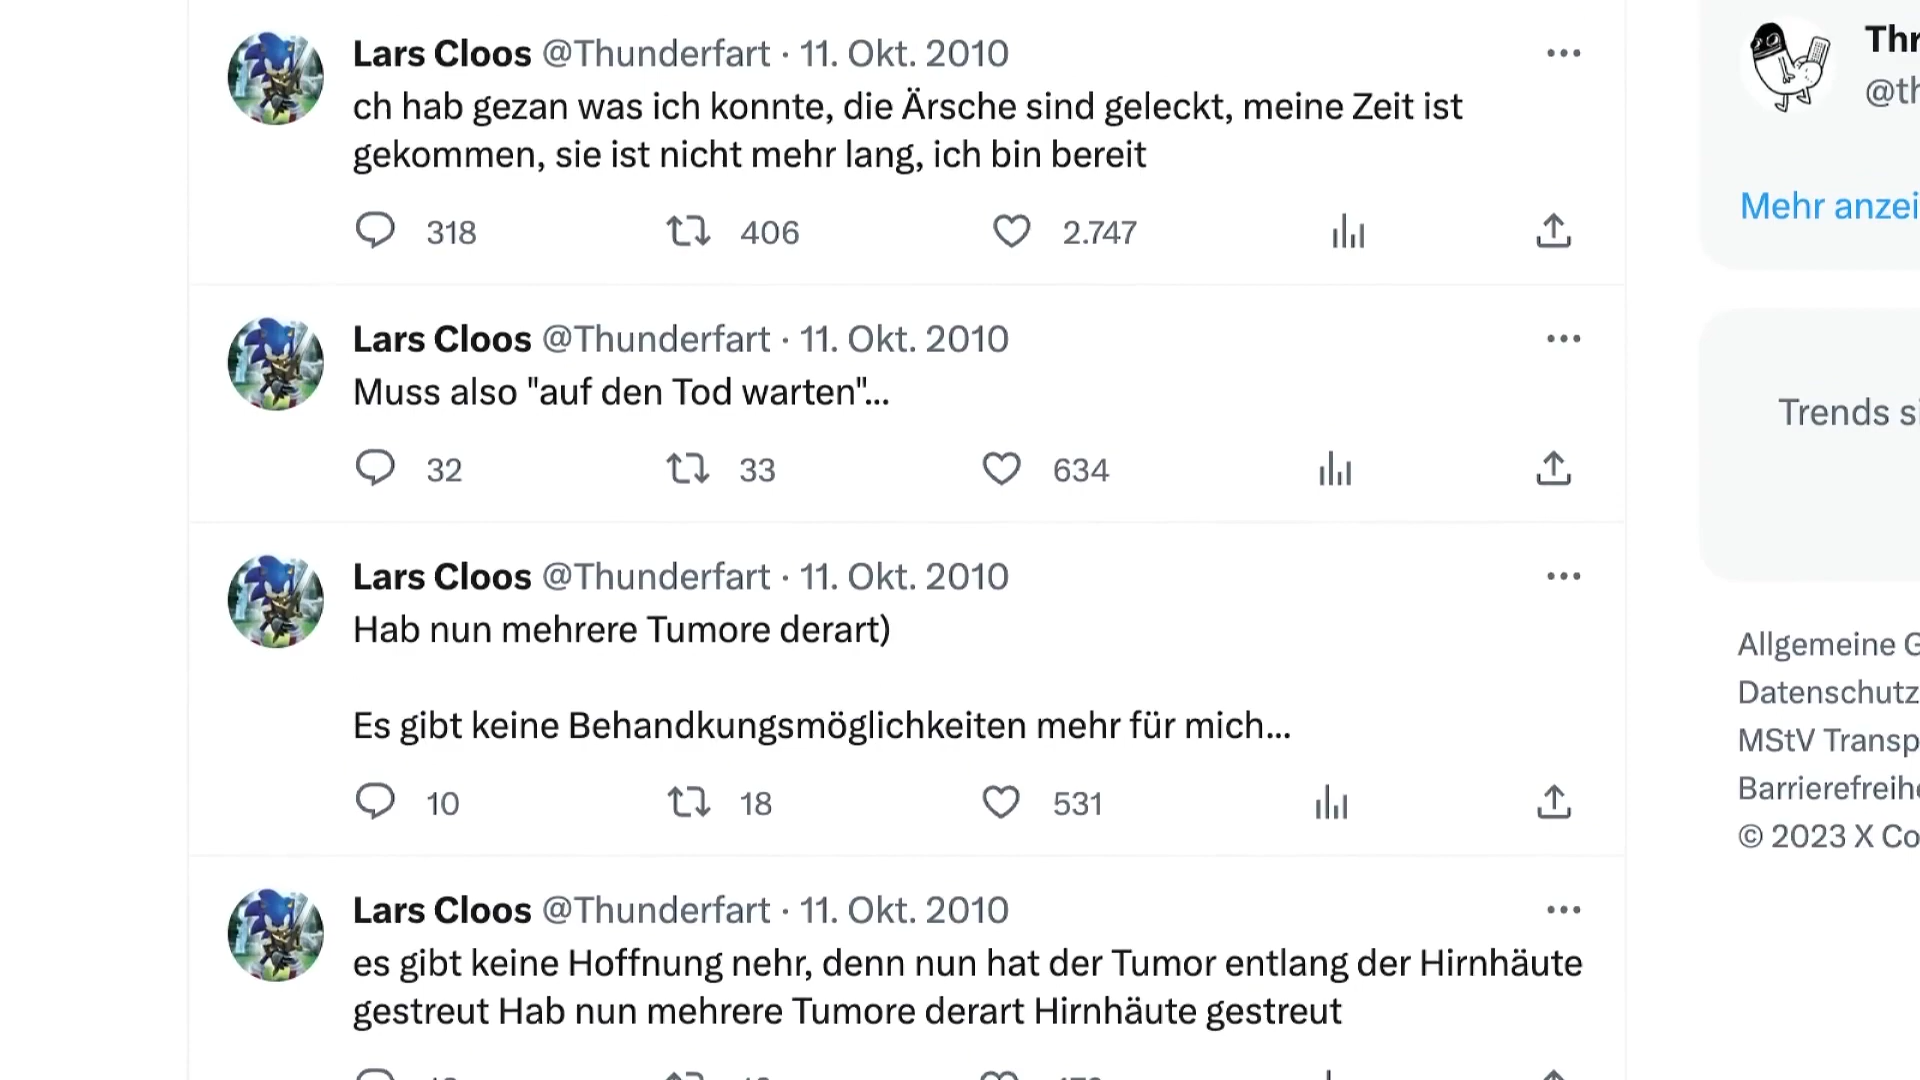 Lars Cloos @Thunderfart · 11. Okt. 2010
ch hab gezan was ich konnte, die Ärsche sind geleckt, meine Zeit ist
gekommen, sie ist nicht mehr lang, ich bin bereit
318 406 2.747
Lars Cloos @Thunderfart · 11. Okt. 2010
Muss also "auf den Tod warten"...
32 33 634
Lars Cloos @Thunderfart · 11. Okt. 2010
Hab nun mehrere Tumore derart)
Es gibt keine Behandkungsmöglichkeiten mehr für mich...
10 18 531
Lars Cloos @Thunderfart · 11. Okt. 2010
es gibt keine Hoffnung nehr, denn nun hat der Tumor entlang der Hirnhäute
gestreut Hab nun mehrere Tumore derart Hirnhäute gestreut
Thr
@th
Mehr anzei
Trends si
Allgemeine G
Datenschutz
MStV Transp
Barrierefreihe
© 2023 X Co